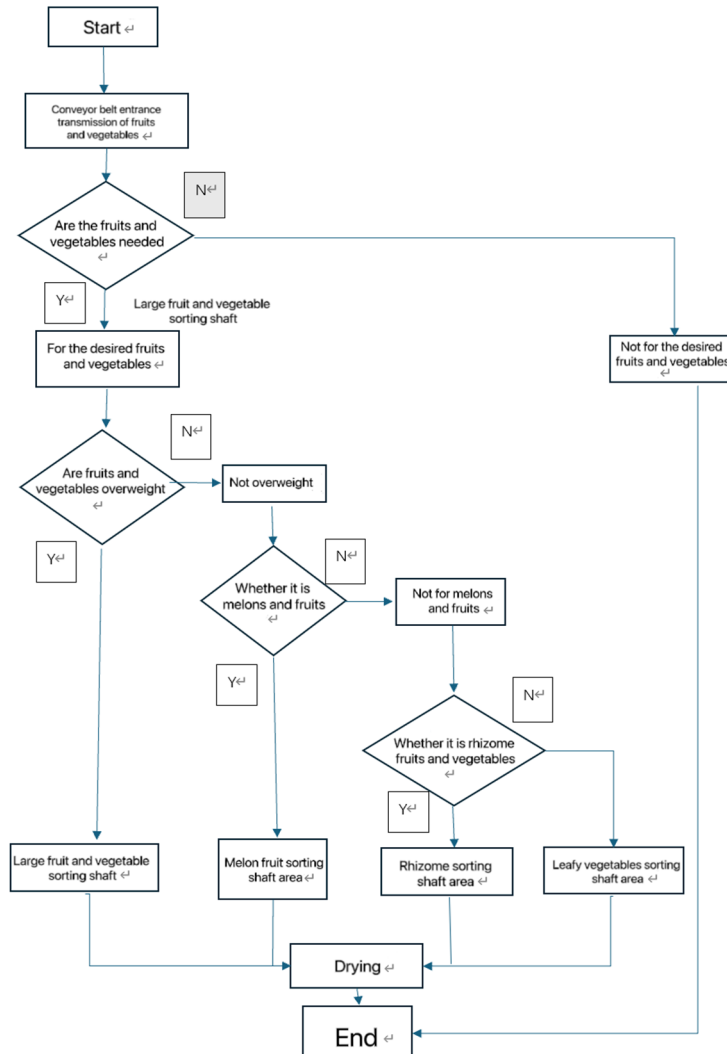 Start ↵
Conveyor belt entrance
transmission of fruits
and vegetables ↵
N↵
Are the fruits and
vegetables needed
↵
Y↵
Large fruit and vegetable
sorting shaft
For the desired fruits
and vegetables ↵
Not for the desired
fruits and vegetables
↵
N↵
Are fruits and
vegetables overweight
↵
Not overweight
Y↵
N↵
Whether it is
melons and fruits
↵
Not for melons
and fruits ↵
Y↵
N↵
Whether it is rhizome
fruits and vegetables
↵
Y↵
Large fruit and vegetable
sorting shaft ↵
Melon fruit sorting
shaft area ↵
Rhizome sorting
shaft area ↵
Leafy vegetables sorting
shaft area ↵
Drying ↵
End ↵